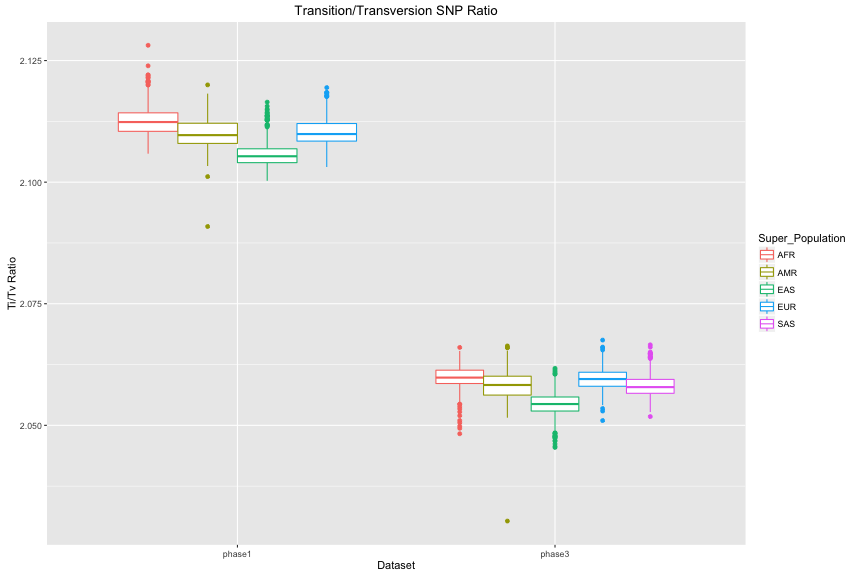 Transition/Transversion SNP Ratio
2.125
2.100
2.075
2.050
Ti/Tv Ratio
phase1
phase3
Dataset
Super_Population
AFR
AMR
EAS
EUR
SAS